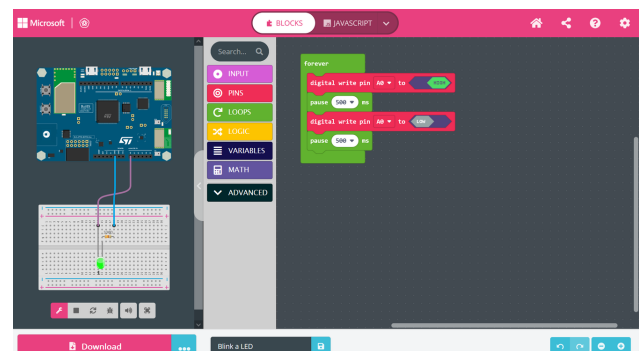 Microsoft
BLOCKS
JAVASCRIPT
Search...
INPUT
PINS
LOOPS
LOGIC
VARIABLES
MATH
ADVANCED
forever
digital write pin A0 to HIGH
pause 500 ms
digital write pin A0 to LOW
pause 500 ms
Download
Blink a LED